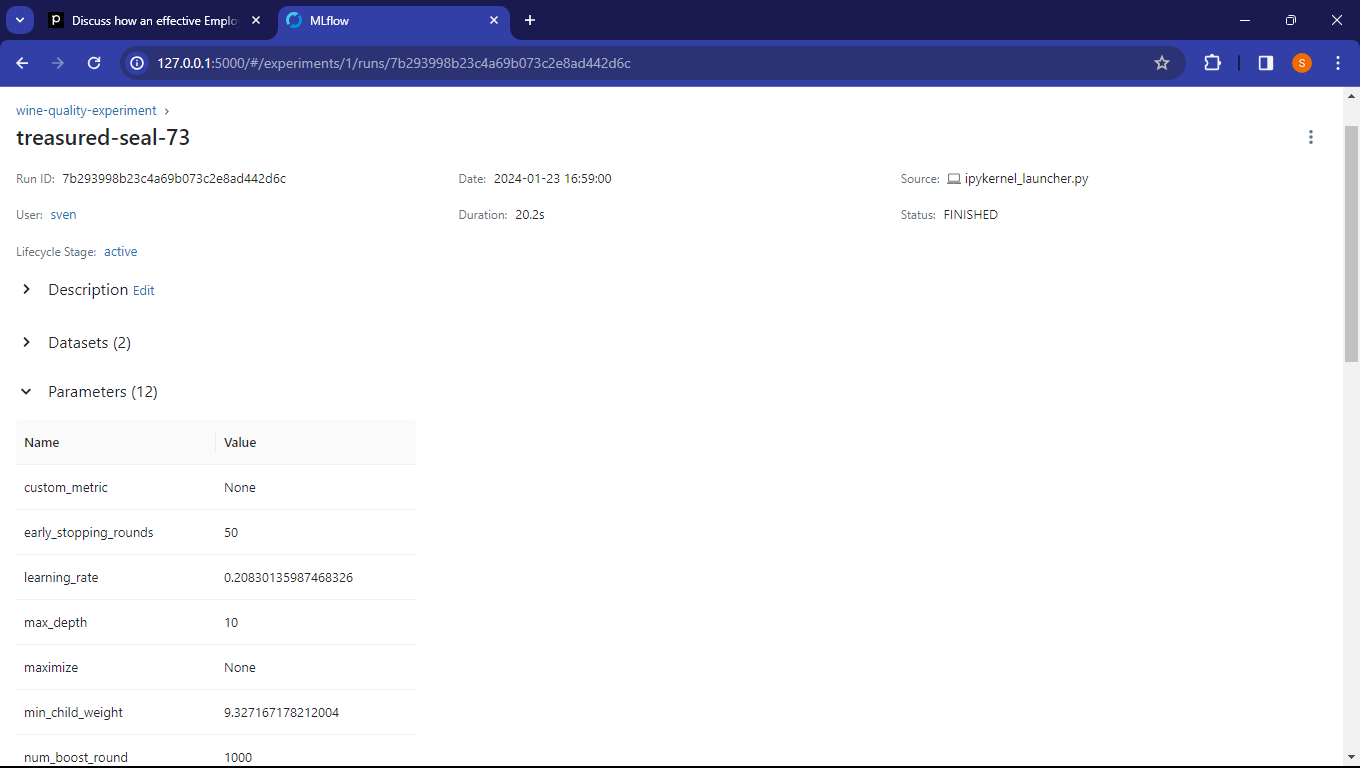 Discuss how an effective Emplo
MLflow
127.0.0.1:5000/#/experiments/1/runs/7b293998b23c4a69b073c2e8ad442d6c
S
wine-quality-experiment
treasured-seal-73
Run ID: 7b293998b23c4a69b073c2e8ad442d6c Date: 2024-01-23 16:59:00 Source: ipykernel_launcher.py
User: sven Duration: 20.2s Status: FINISHED
Lifecycle Stage: active
Description Edit
Datasets (2)
Parameters (12)
Name Value
custom_metric None
early_stopping_rounds 50
learning_rate 0.20830135987468326
max_depth 10
maximize None
min_child_weight 9.327167178212004
num_boost_round 1000